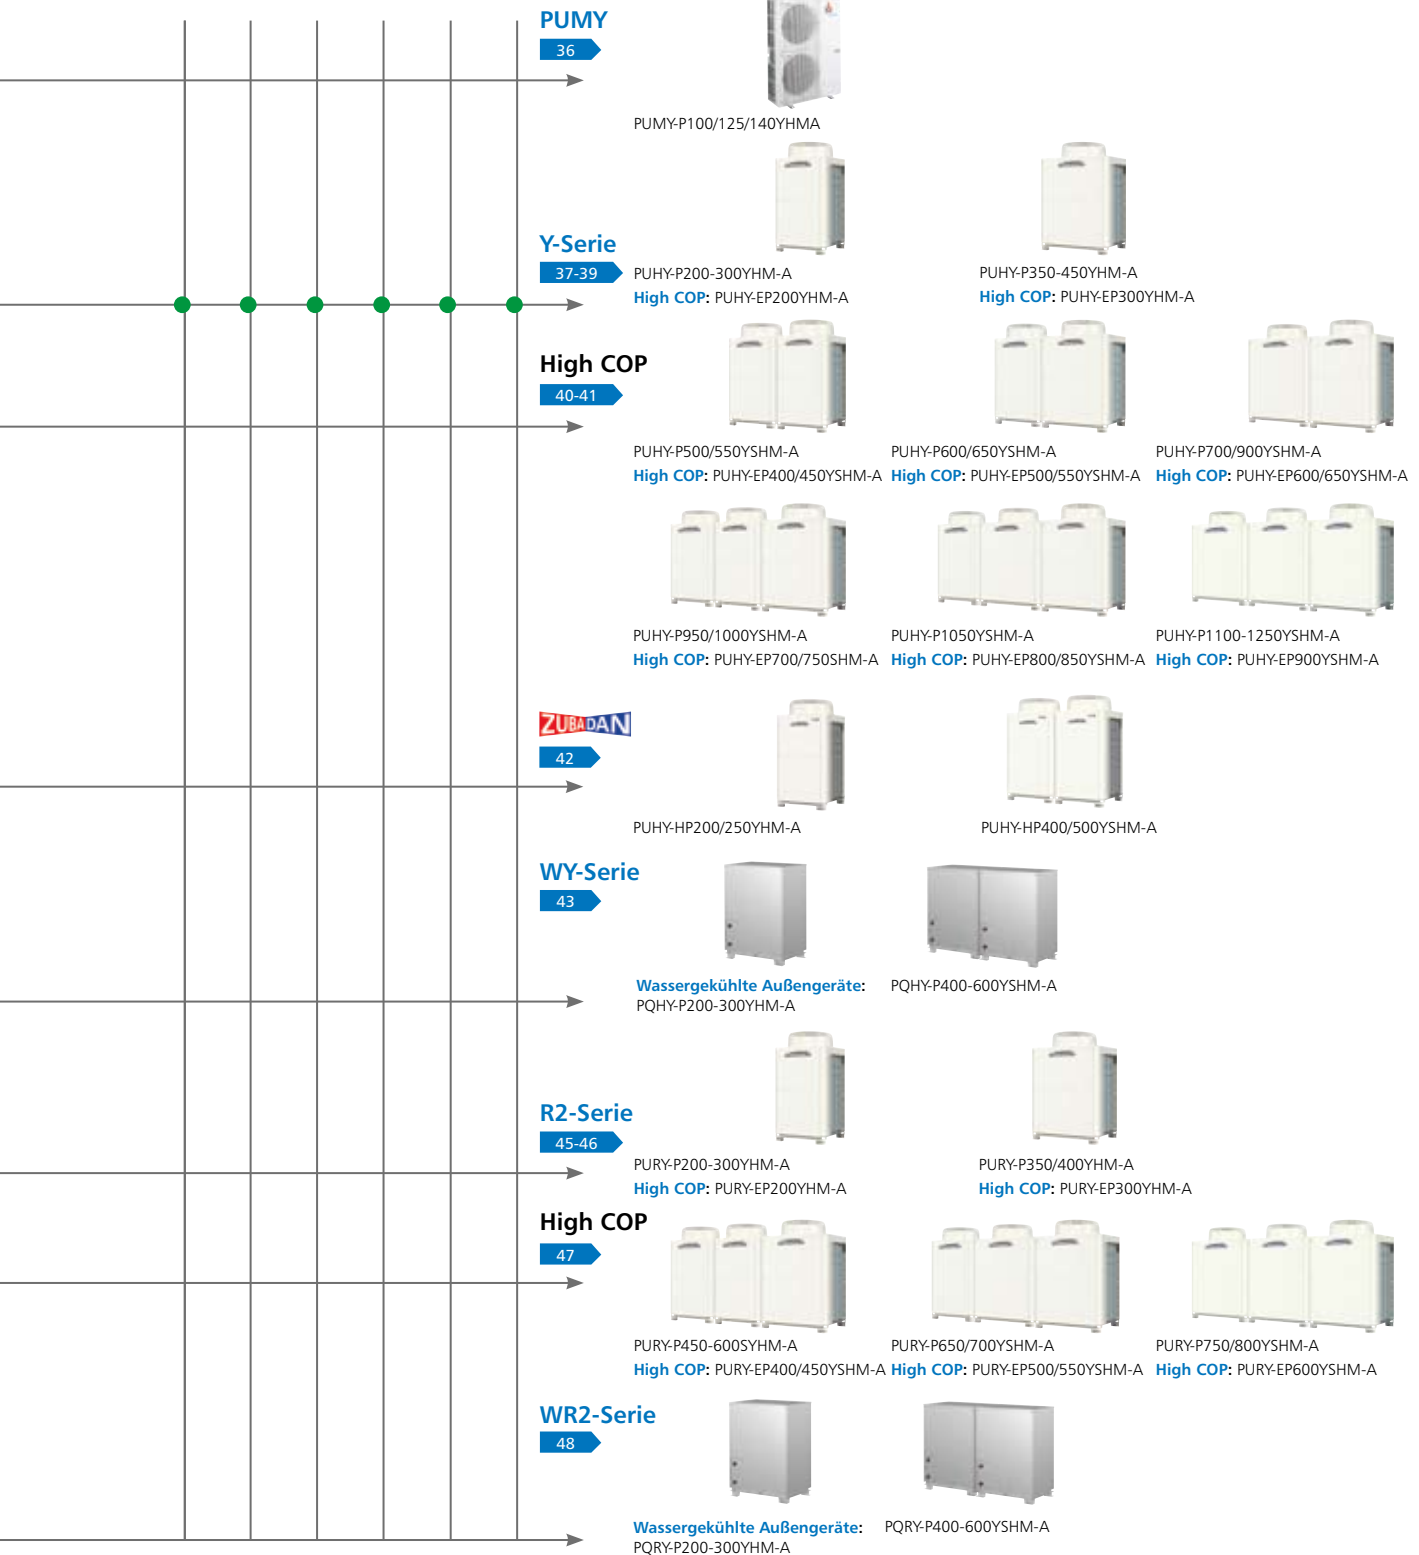 PUMY
36
PUMY-P100/125/140YHMA
Y-Serie
37-39
PUHY-P200-300YHM-A
High COP: PUHY-EP200YHM-A
PUHY-P350-450YHM-A
High COP: PUHY-EP300YHM-A
High COP
40-41
PUHY-P500/550YSHM-A
High COP: PUHY-EP400/450YSHM-A
PUHY-P600/650YSHM-A
High COP: PUHY-EP500/550YSHM-A
PUHY-P700/900YSHM-A
High COP: PUHY-EP600/650YSHM-A
PUHY-P950/1000YSHM-A
High COP: PUHY-EP700/750SHM-A
PUHY-P1050YSHM-A
High COP: PUHY-EP800/850YSHM-A
PUHY-P1100-1250YSHM-A
High COP: PUHY-EP900YSHM-A
ZUBADAN
42
PUHY-HP200/250YHM-A
PUHY-HP400/500YSHM-A
WY-Serie
43
Wassergekühlte Außengeräte:
PQHY-P200-300YHM-A
PQHY-P400-600YSHM-A
R2-Serie
45-46
PURY-P200-300YHM-A
High COP: PURY-EP200YHM-A
PURY-P350/400YHM-A
High COP: PURY-EP300YHM-A
High COP
47
PURY-P450-600SYHM-A
High COP: PURY-EP400/450YSHM-A
PURY-P650/700YSHM-A
High COP: PURY-EP500/550YSHM-A
PURY-P750/800YSHM-A
High COP: PURY-EP600YSHM-A
WR2-Serie
48
Wassergekühlte Außengeräte:
PQRY-P200-300YHM-A
PQRY-P400-600YSHM-A